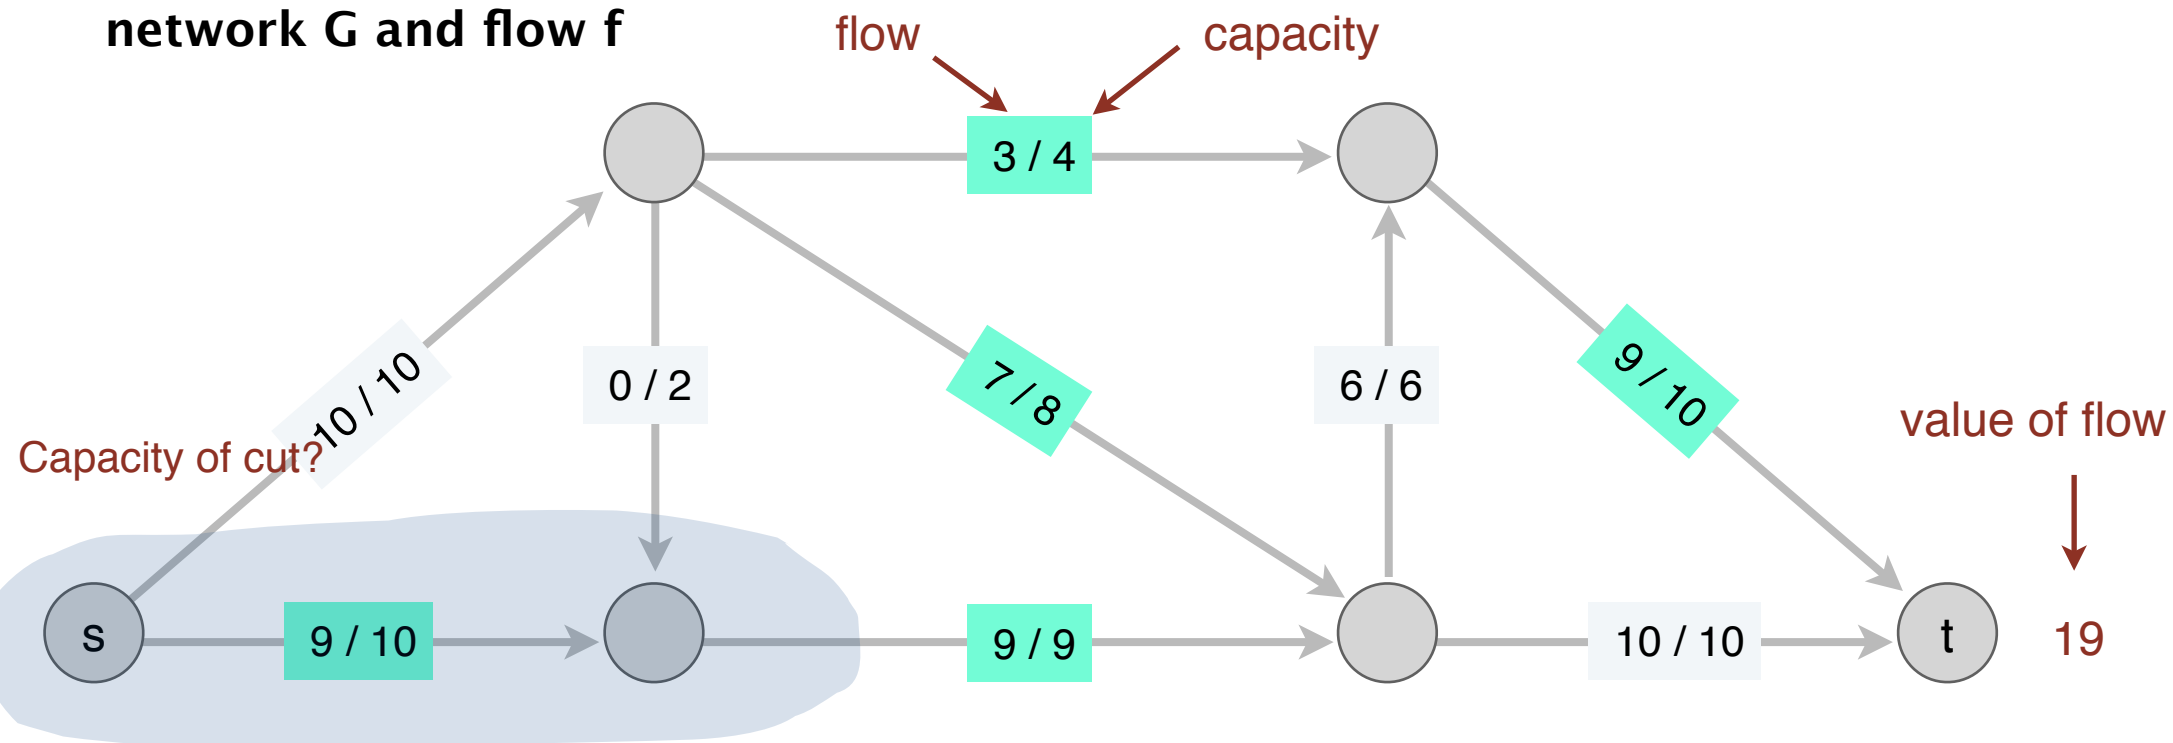 network G and flow f
flow
capacity
3 / 4
10 / 10
0 / 2
7 / 8
6 / 6
9 / 10
value of flow
Capacity of cut?
s
9 / 10
9 / 9
10 / 10
t
19